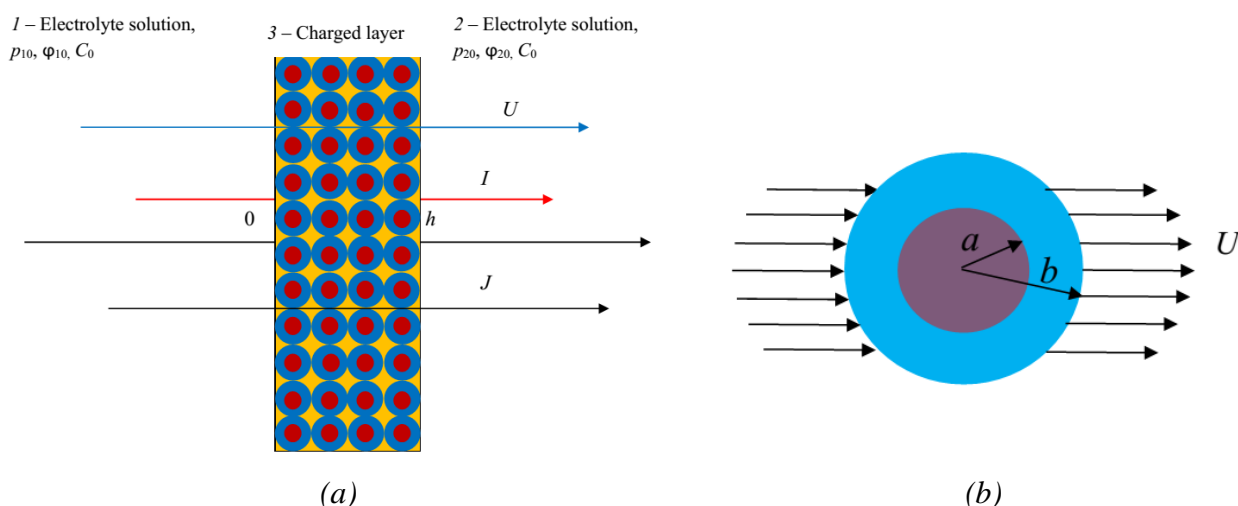 1 – Electrolyte solution,
p10, φ10, C0
3 – Charged layer
2 – Electrolyte solution,
p20, φ20, C0
U
I
0
h
J
a
b
U
(a)
(b)